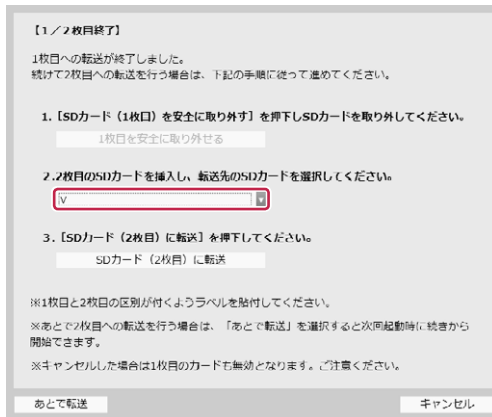 【1/2枚目終了】
1枚目への転送が終了しました。
続けて2枚目への転送を行う場合は、下記の手順に従って進めてください。
1.［SDカード（1枚目）を安全に取り外す］を押下しSDカードを取り外してください。
1枚目を安全に取り外せる
2.2枚目のSDカードを挿入し、転送先のSDカードを選択してください。
V
3.［SDカード（2枚目）に転送］を押下してください。
SDカード（2枚目）に転送
※1枚目と2枚目の区別が付くようラベルを貼付してください。
※あとで2枚目への転送を行う場合は、「あとで転送」を選択すると次回起動時に続きから
開始できます。
※キャンセルした場合は1枚目のカードも無効となります。ご注意ください。
あとで転送
キャンセル